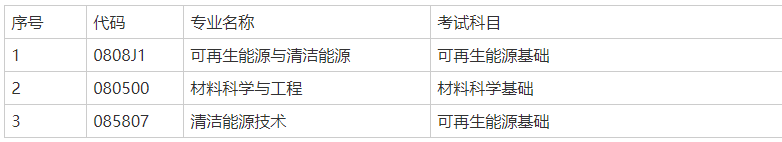 序号 代码 专业名称 考试科目
1 0808J1 可再生能源与清洁能源 可再生能源基础
2 080500 材料科学与工程 材料科学基础
3 085807 清洁能源技术 可再生能源基础